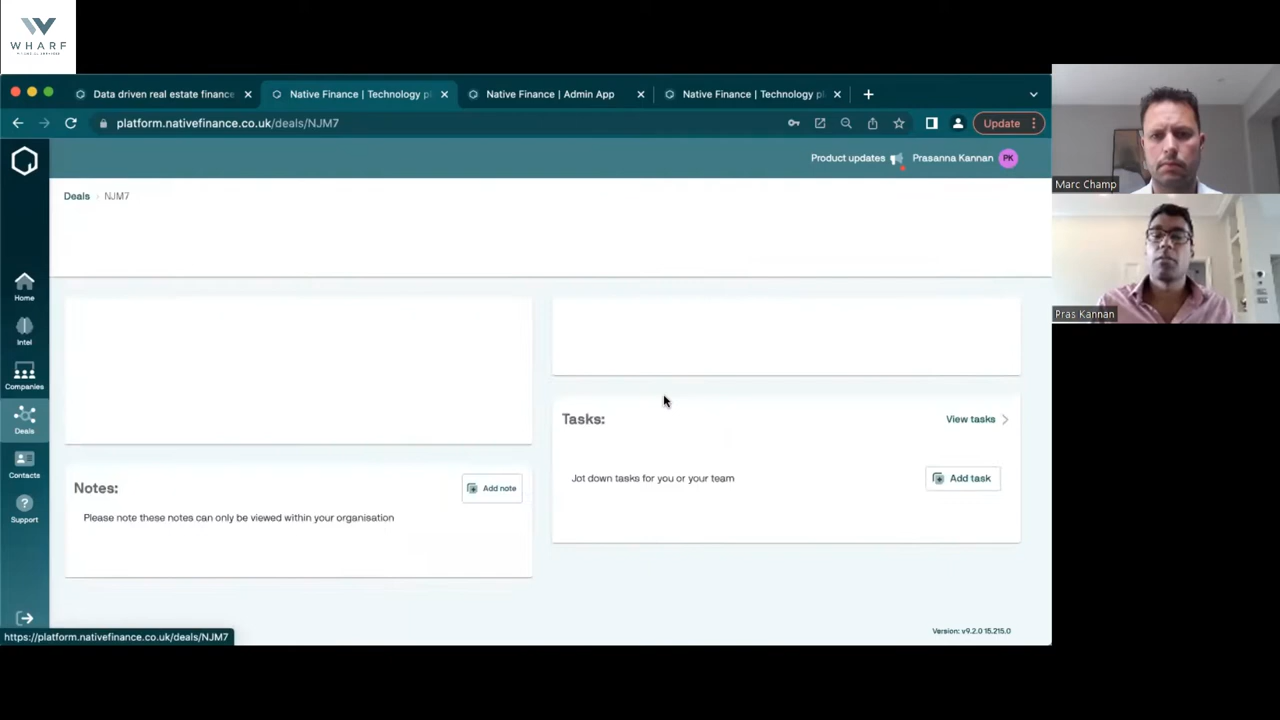 WHARF
Data driven real estate finance
Native Finance | Technology pl
Native Finance | Admin App
Native Finance | Technology pl
platform.nativefinance.co.uk/deals/NJM7
Update
Product updates
Prasanna Kannan
PK
Deals
NJM7
Home
Intel
Companies
Deals
Contacts
Support
Tasks:
View tasks
Jot down tasks for you or your team
Add task
Notes:
Add note
Please note these notes can only be viewed within your organisation
Version: v9.2.0 15.215.0
https://platform.nativefinance.co.uk/deals/NJM7
Marc Champ
Pras Kannan